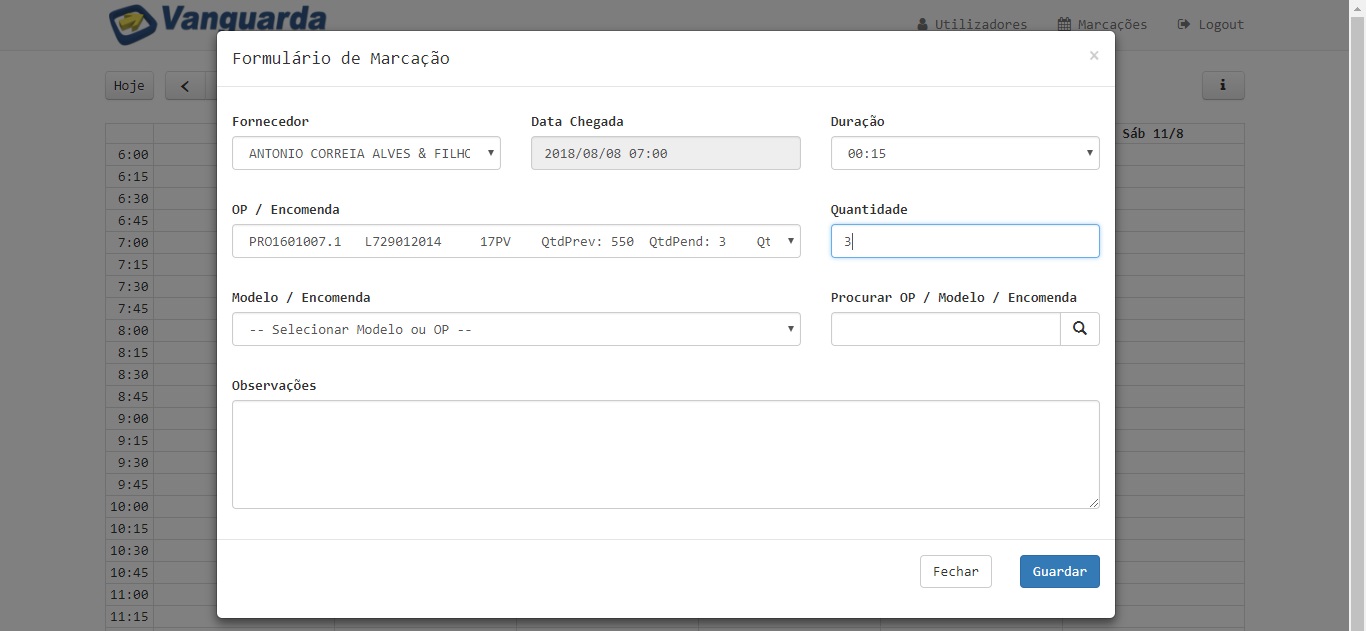 Vanguarda
Utilizadores Marcações Logout
Formulário de Marcação ×
Hoje < i
Fornecedor Data Chegada Duração
ANTONIO CORREIA ALVES & FILHO 2018/08/08 07:00 00:15
OP / Encomenda Quantidade
PRO1601007.1 L729012014 17PV QtdPrev: 550 QtdPend: 3 Qt 3
Modelo / Encomenda Procurar OP / Modelo / Encomenda
-- Selecionar Modelo ou OP --
Observações
Fechar Guardar
Sáb 11/8
6:00
6:15
6:30
6:45
7:00
7:15
7:30
7:45
8:00
8:15
8:30
8:45
9:00
9:15
9:30
9:45
10:00
10:15
10:30
10:45
11:00
11:15